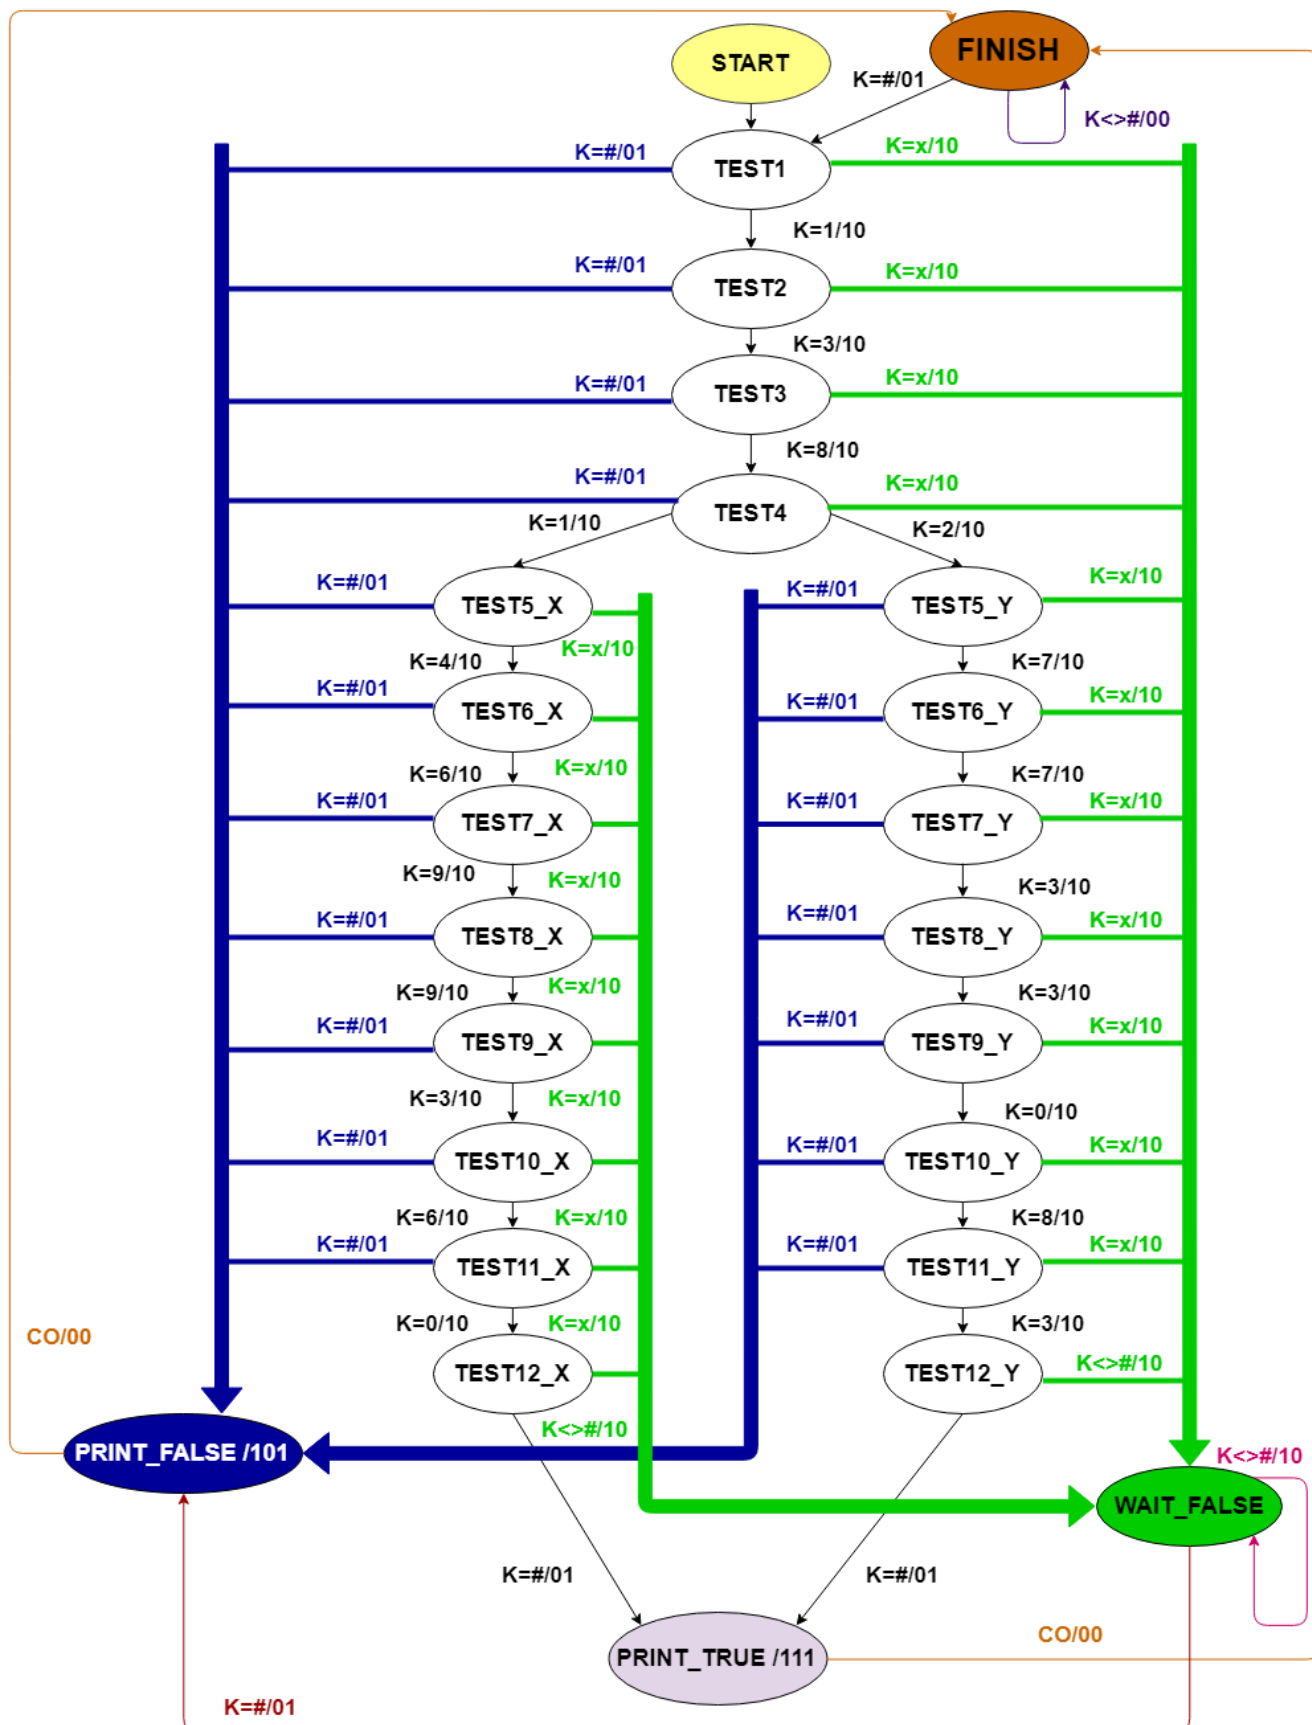 FINISH
START
K=#/01
K<>#/00
K=#/01
K=x/10
TEST1
K=1/10
K=#/01
K=x/10
TEST2
K=3/10
K=#/01
K=x/10
TEST3
K=8/10
K=#/01
K=x/10
TEST4
K=1/10
K=2/10
K=#/01
TEST5_X
K=x/10
K=#/01
TEST5_Y
K=x/10
K=4/10
K=7/10
K=#/01
TEST6_X
K=x/10
K=#/01
TEST6_Y
K=x/10
K=6/10
K=7/10
K=#/01
TEST7_X
K=x/10
K=#/01
TEST7_Y
K=x/10
K=9/10
K=3/10
K=#/01
TEST8_X
K=x/10
K=#/01
TEST8_Y
K=x/10
K=9/10
K=3/10
K=#/01
TEST9_X
K=x/10
K=#/01
TEST9_Y
K=x/10
K=3/10
K=0/10
K=#/01
TEST10_X
K=x/10
K=#/01
TEST10_Y
K=x/10
K=6/10
K=8/10
K=#/01
TEST11_X
K=x/10
K=#/01
TEST11_Y
K=x/10
K=0/10
K=3/10
CO/00
TEST12_X
K<>#/10
TEST12_Y
K<>#/10
PRINT_FALSE /101
K<>#/10
WAIT_FALSE
K=#/01
K=#/01
PRINT_TRUE /111
CO/00
K=#/01